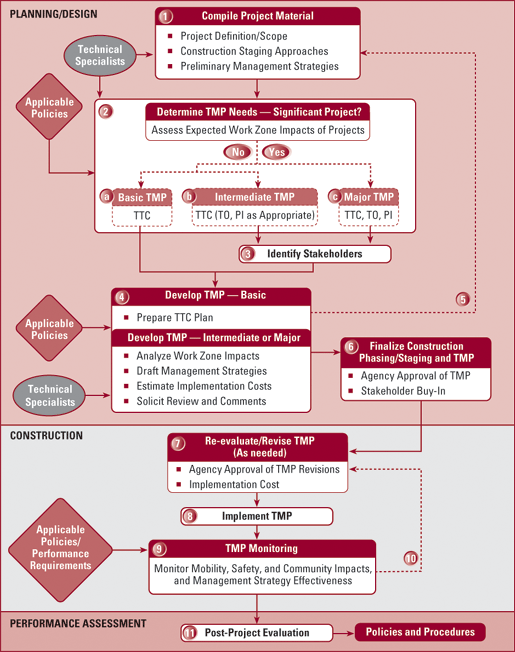 PLANNING/DESIGN
1 Compile Project Material
■ Project Definition/Scope
■ Construction Staging Approaches
■ Preliminary Management Strategies
Technical
Specialists
Applicable
Policies
2 Determine TMP Needs — Significant Project?
Assess Expected Work Zone Impacts of Projects
No Yes
a Basic TMP
TTC
b Intermediate TMP
TTC (TO, PI as Appropriate)
c Major TMP
TTC, TO, PI
3 Identify Stakeholders
4 Develop TMP — Basic
■ Prepare TTC Plan
5
Applicable
Policies
Develop TMP — Intermediate or Major
■ Analyze Work Zone Impacts
■ Draft Management Strategies
■ Estimate Implementation Costs
■ Solicit Review and Comments
Technical
Specialists
6 Finalize Construction
Phasing/Staging and TMP
■ Agency Approval of TMP
■ Stakeholder Buy-In
CONSTRUCTION
7 Re-evaluate/Revise TMP
(As needed)
■ Agency Approval of TMP Revisions
■ Implementation Cost
8 Implement TMP
Applicable
Policies/
Performance
Requirements
9 TMP Monitoring
Monitor Mobility, Safety, and Community Impacts,
and Management Strategy Effectiveness
10
PERFORMANCE ASSESSMENT
11 Post-Project Evaluation
Policies and Procedures